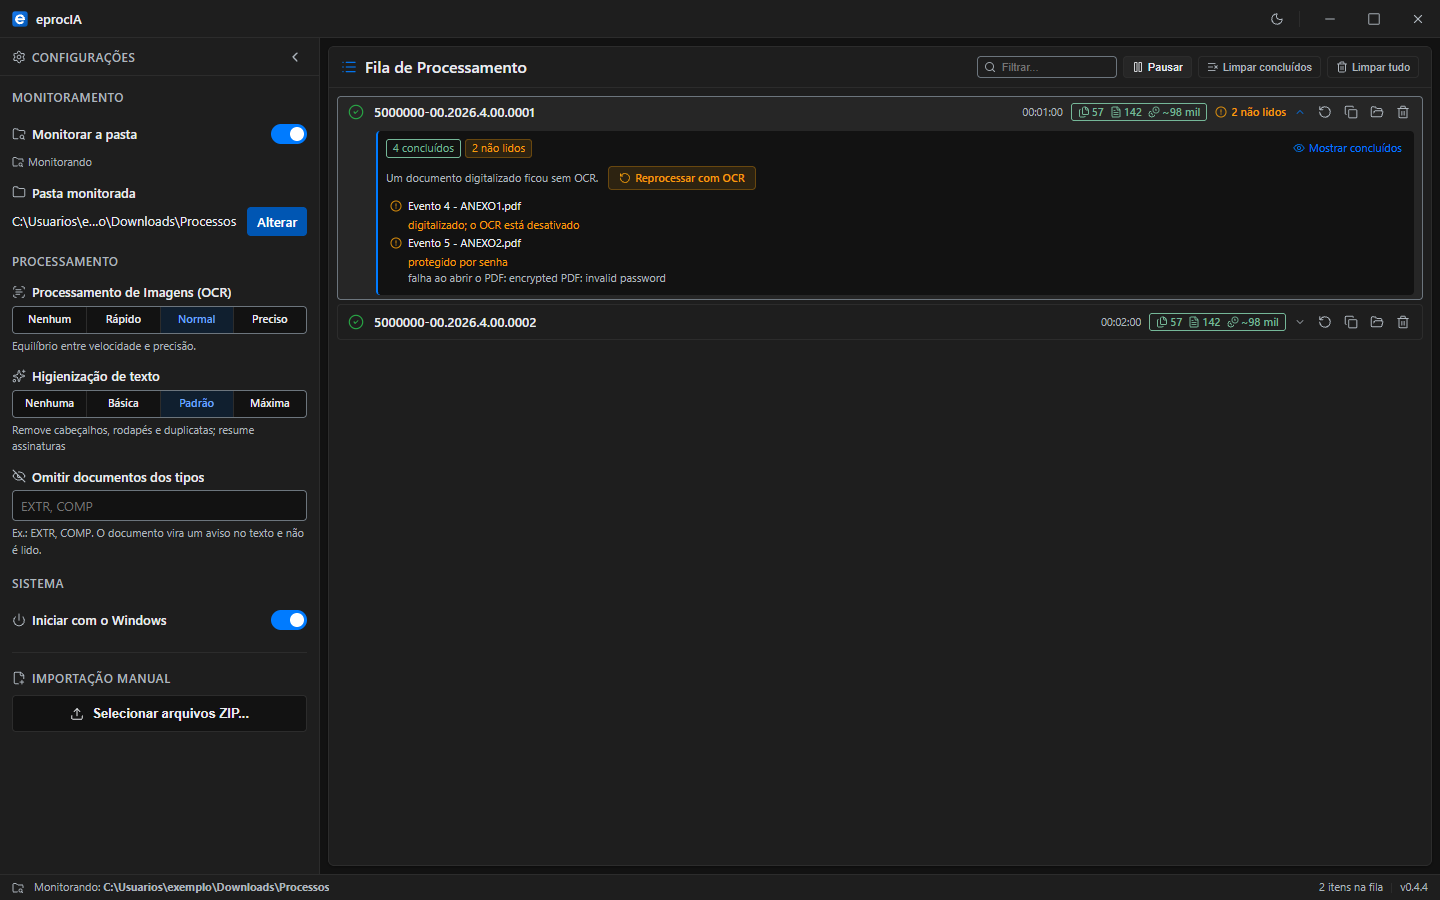 eprocIA
CONFIGURAÇÕES
MONITORAMENTO
Monitorar a pasta
Monitorando
Pasta monitorada
C:\Usuarios\e...o\Downloads\Processos
Alterar
PROCESSAMENTO
Processamento de Imagens (OCR)
Nenhum Rápido Normal Preciso
Equilíbrio entre velocidade e precisão.
Higienização de texto
Nenhuma Básica Padrão Máxima
Remove cabeçalhos, rodapés e duplicatas; resume
assinaturas
Omitir documentos dos tipos
EXTR, COMP
Ex.: EXTR, COMP. O documento vira um aviso no texto e não
é lido.
SISTEMA
Iniciar com o Windows
IMPORTAÇÃO MANUAL
Selecionar arquivos ZIP...
Fila de Processamento
Filtrar...
Pausar
Limpar concluídos
Limpar tudo
5000000-00.2026.4.00.0001
00:01:00 57 142 ~98 mil 2 não lidos
4 concluídos 2 não lidos
Mostrar concluídos
Um documento digitalizado ficou sem OCR.
Reprocessar com OCR
Evento 4 - ANEXO1.pdf
digitalizado; o OCR está desativado
Evento 5 - ANEXO2.pdf
protegido por senha
falha ao abrir o PDF: encrypted PDF: invalid password
5000000-00.2026.4.00.0002
00:02:00 57 142 ~98 mil
Monitorando: C:\Usuarios\exemplo\Downloads\Processos
2 itens na fila
v0.4.4